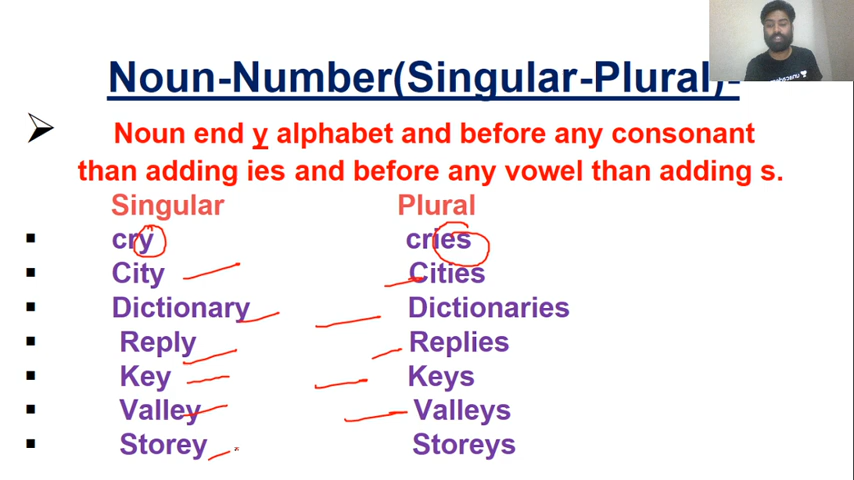 Noun-Number(Singular-Plural)-
Noun end y alphabet and before any consonant
than adding ies and before any vowel than adding s.
Singular Plural
cry cries
City Cities
Dictionary Dictionaries
Reply Replies
Key Keys
Valley Valleys
Storey Storeys